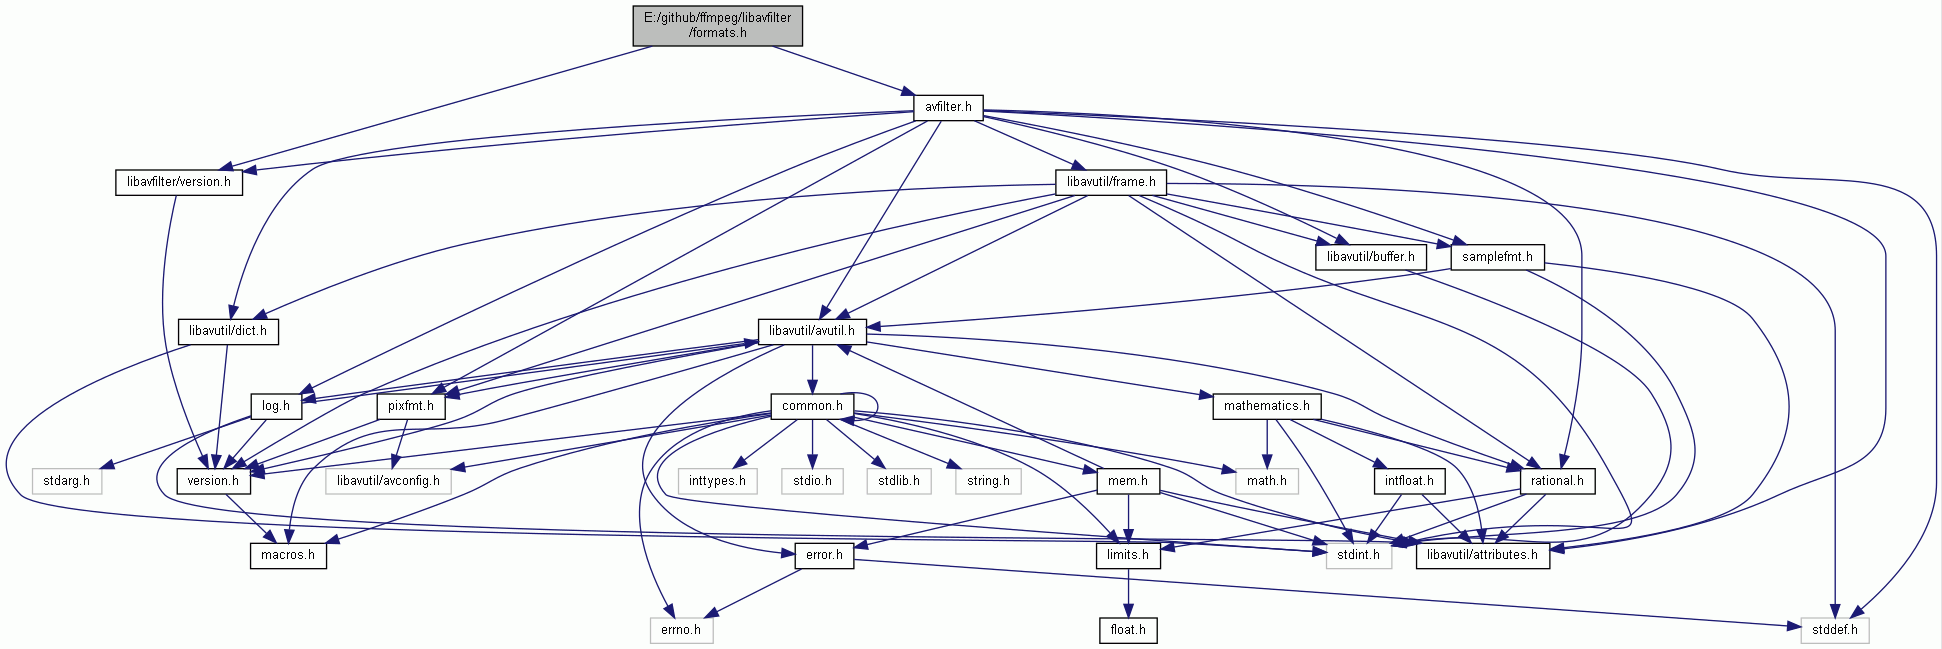 E:/github/ffmpeg/libavfilter
/formats.h
avfilter.h
libavfilter/version.h
libavutil/frame.h
libavutil/buffer.h
samplefmt.h
libavutil/dict.h
libavutil/avutil.h
log.h
pixfmt.h
common.h
mathematics.h
stdarg.h
version.h
libavutil/avconfig.h
inttypes.h
stdio.h
stdlib.h
string.h
mem.h
math.h
intfloat.h
rational.h
macros.h
error.h
limits.h
stdint.h
libavutil/attributes.h
errno.h
float.h
stddef.h